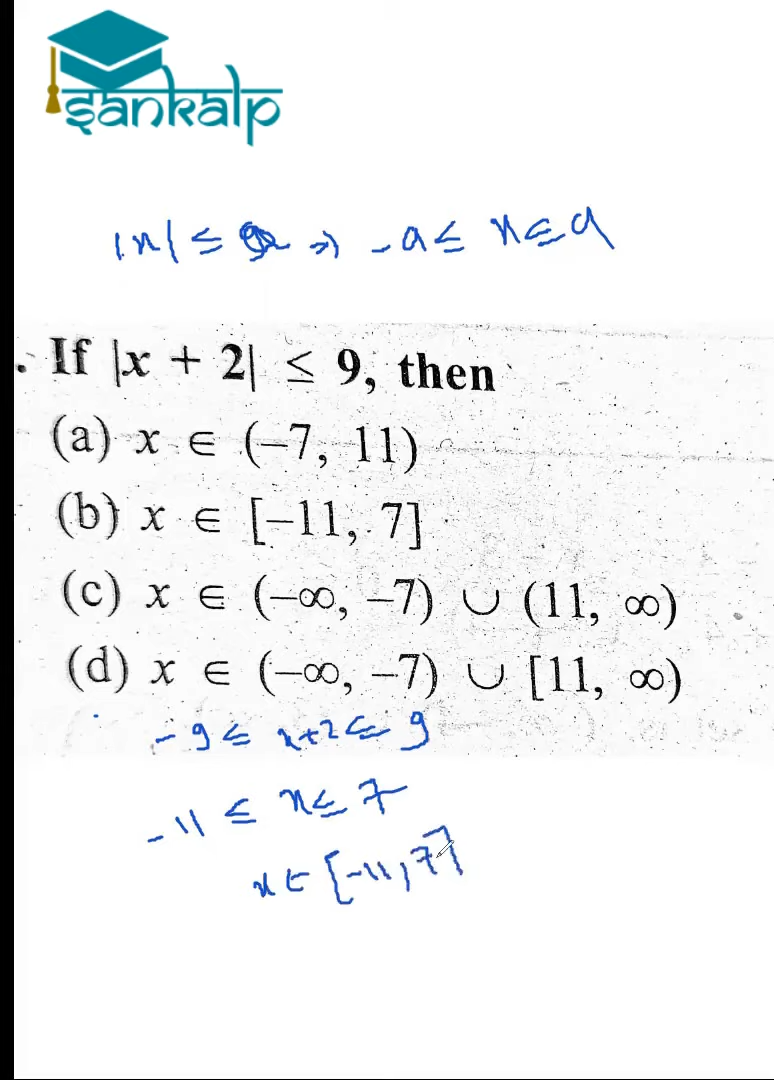 sankalp
|x| ≤ a ⇒ -a ≤ x ≤ a
. If |x + 2| ≤ 9, then
(a) x ∈ (–7, 11)
(b) x ∈ [–11, 7]
(c) x ∈ (–∞, –7) ∪ (11, ∞)
(d) x ∈ (–∞, –7) ∪ [11, ∞)
-9 ≤ x+2 ≤ 9
-11 ≤ x ≤ 7
x ∈ [-11, 7]